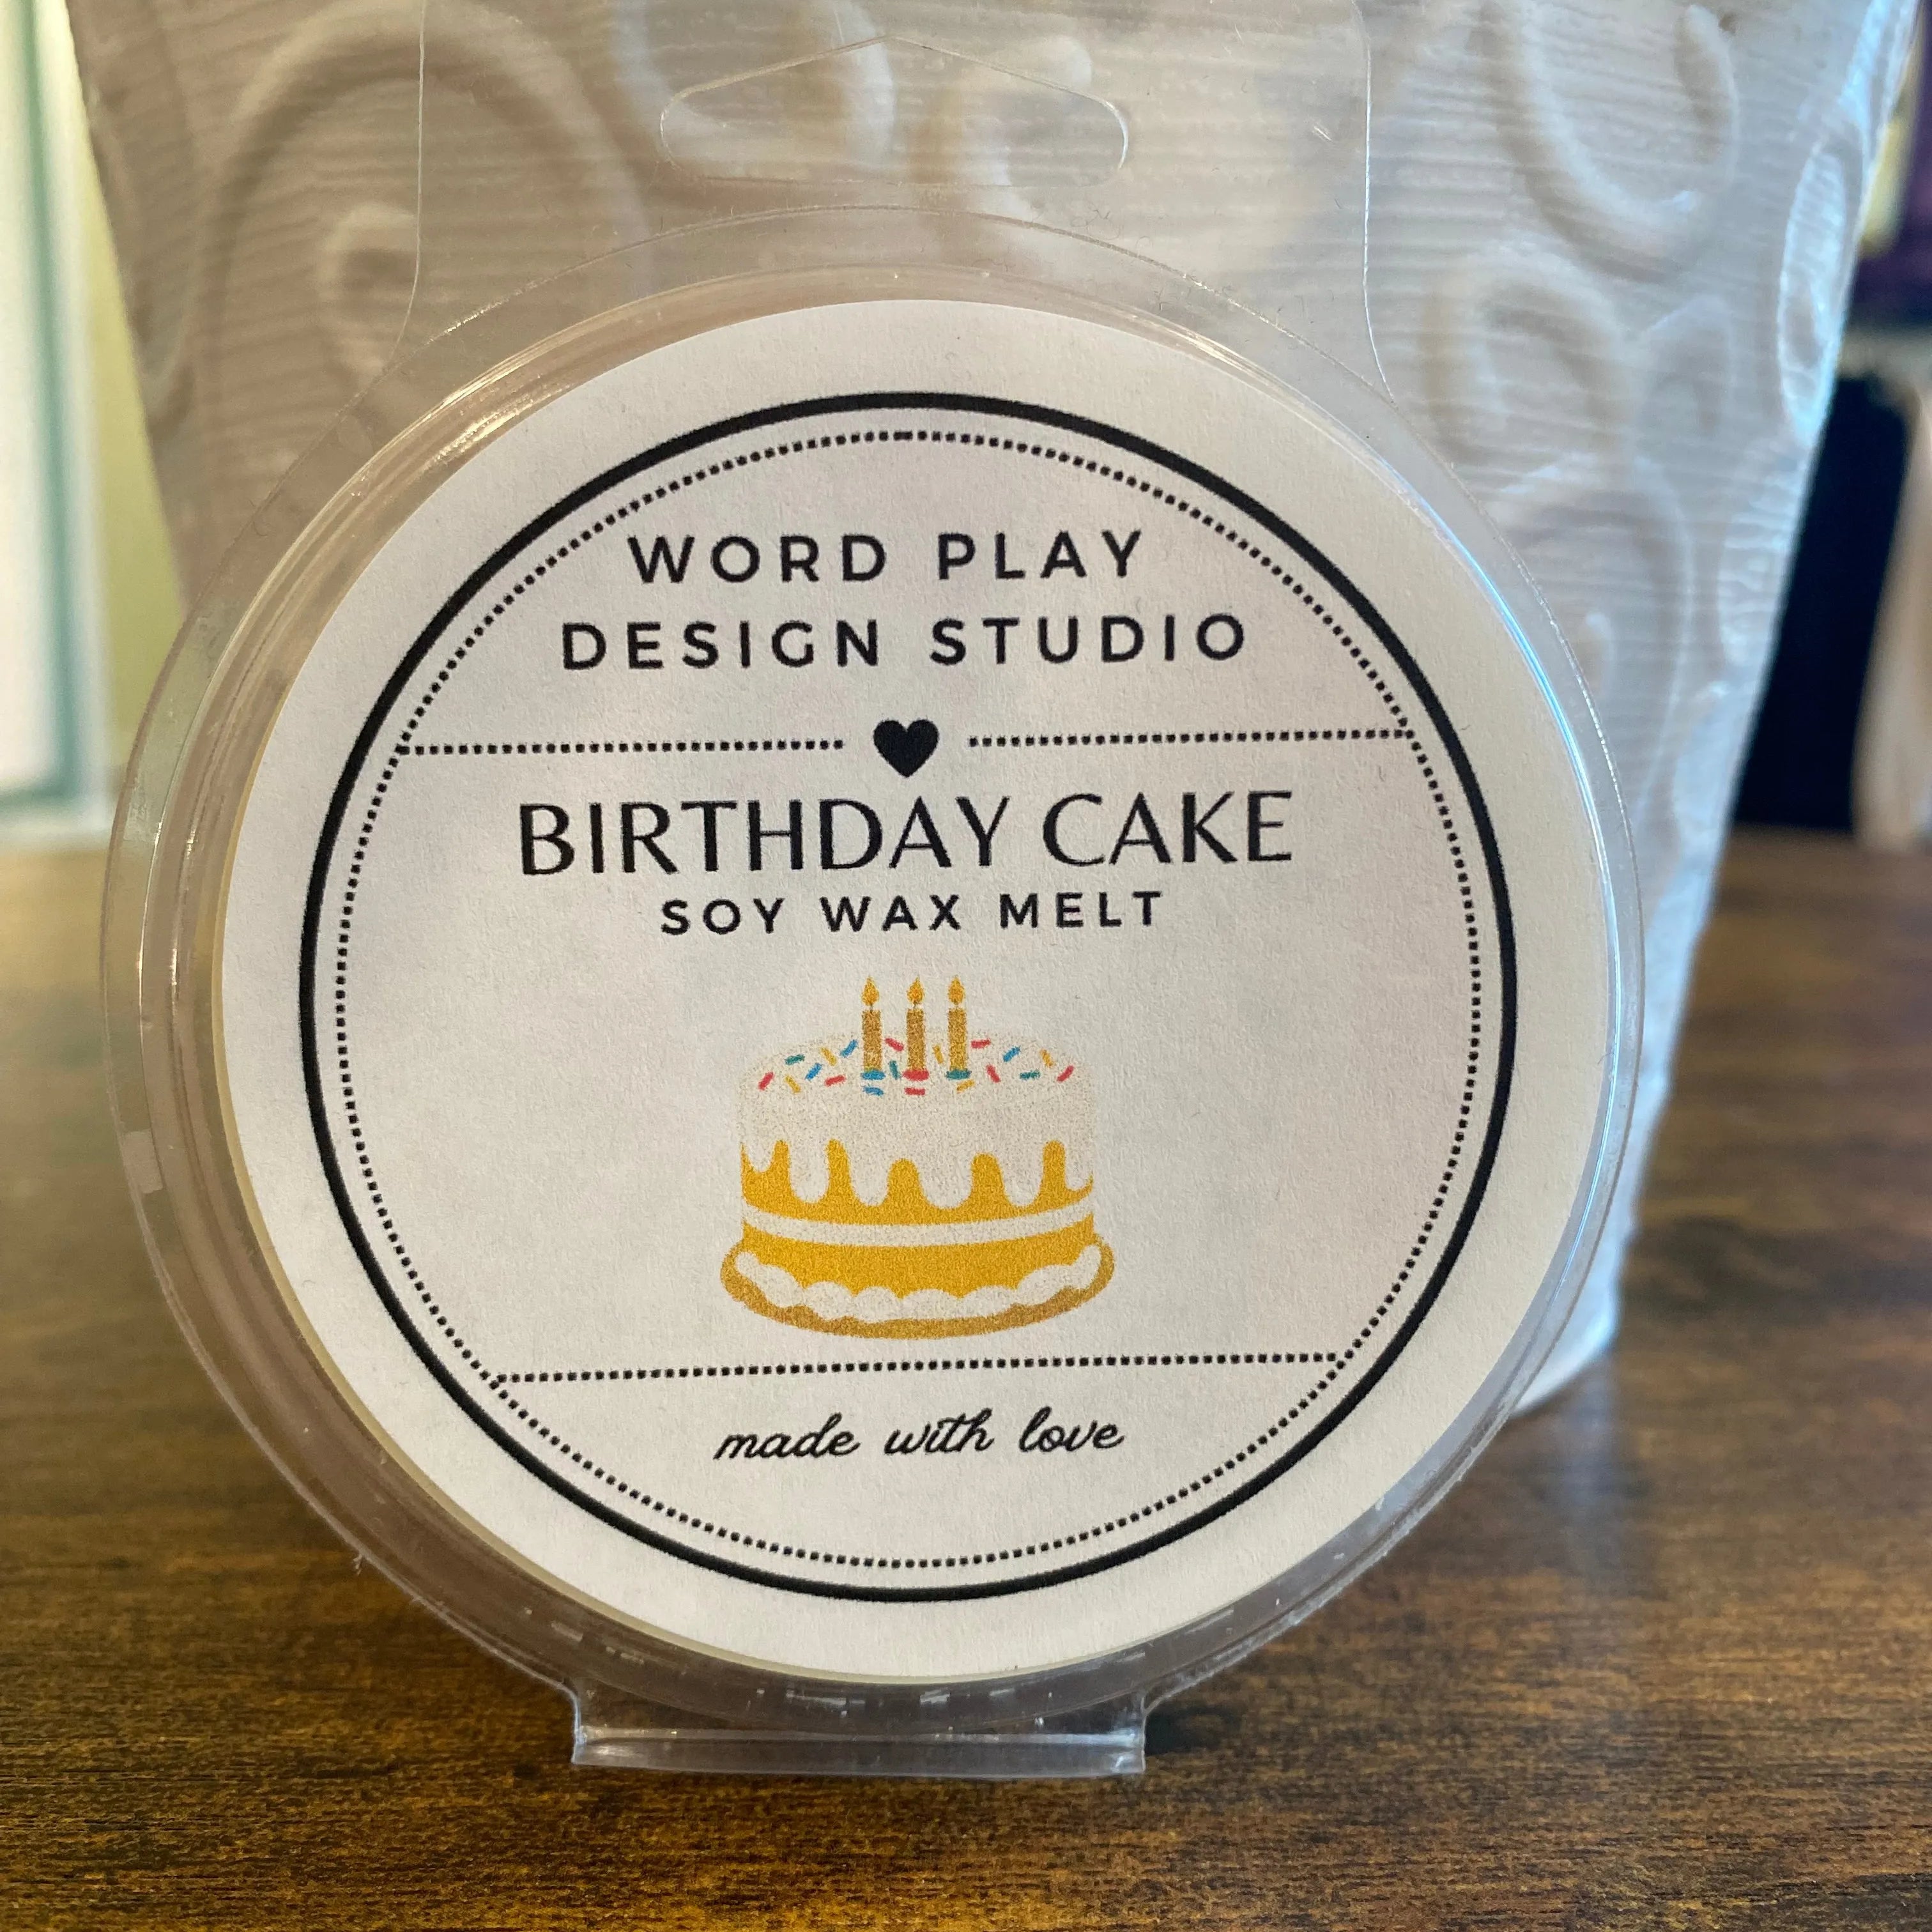 WORD PLAY
DESIGN STUDIO
BIRTHDAY CAKE
SOY WAX MELT
made with love